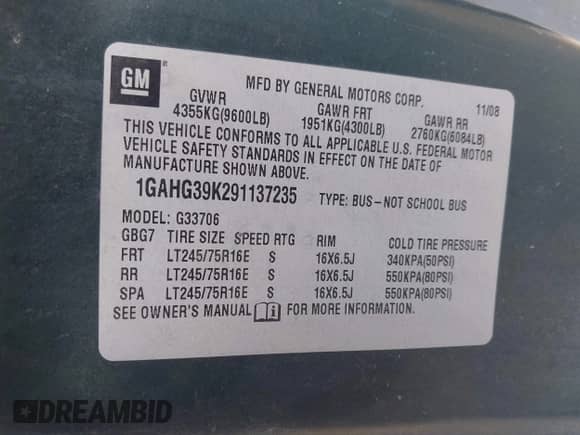 GM
MFD BY GENERAL MOTORS CORP. 11/08
GVWR GAWR FRT GAWR RR
4355KG(9600LB) 1951KG(4300LB) 2760KG(6084LB)
THIS VEHICLE CONFORMS TO ALL APPLICABLE U.S. FEDERAL MOTOR
VEHICLE SAFETY STANDARDS IN EFFECT ON THE DATE OF
MANUFACTURE SHOWN ABOVE.
1GAHG39K291137235 TYPE: BUS-NOT SCHOOL BUS
MODEL: G33706
GBG7 TIRE SIZE SPEED RTG RIM COLD TIRE PRESSURE
FRT LT245/75R16E S 16X6.5J 340KPA(50PSI)
RR LT245/75R16E S 16X6.5J 550KPA(80PSI)
SPA LT245/75R16E S 16X6.5J 550KPA(80PSI)
SEE OWNER'S MANUAL FOR MORE INFORMATION.
DREAMBID